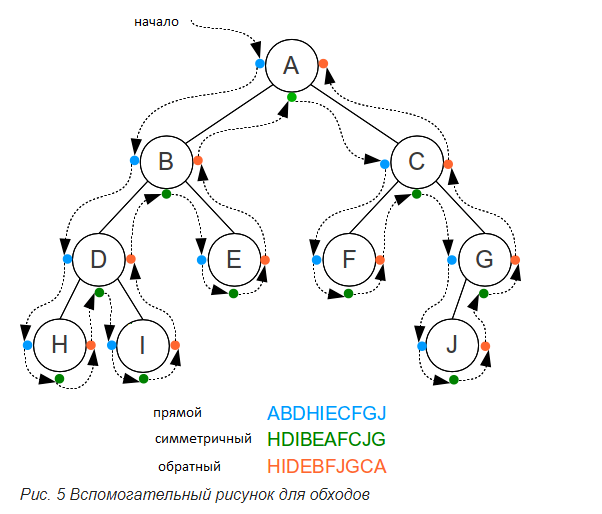 начало
A
B
C
D
E
F
G
H
I
J
прямой ABDHIECFGJ
симметричный HDIBEAFCJG
обратный HIDEBFJGCA
Рис. 5 Вспомогательный рисунок для обходов